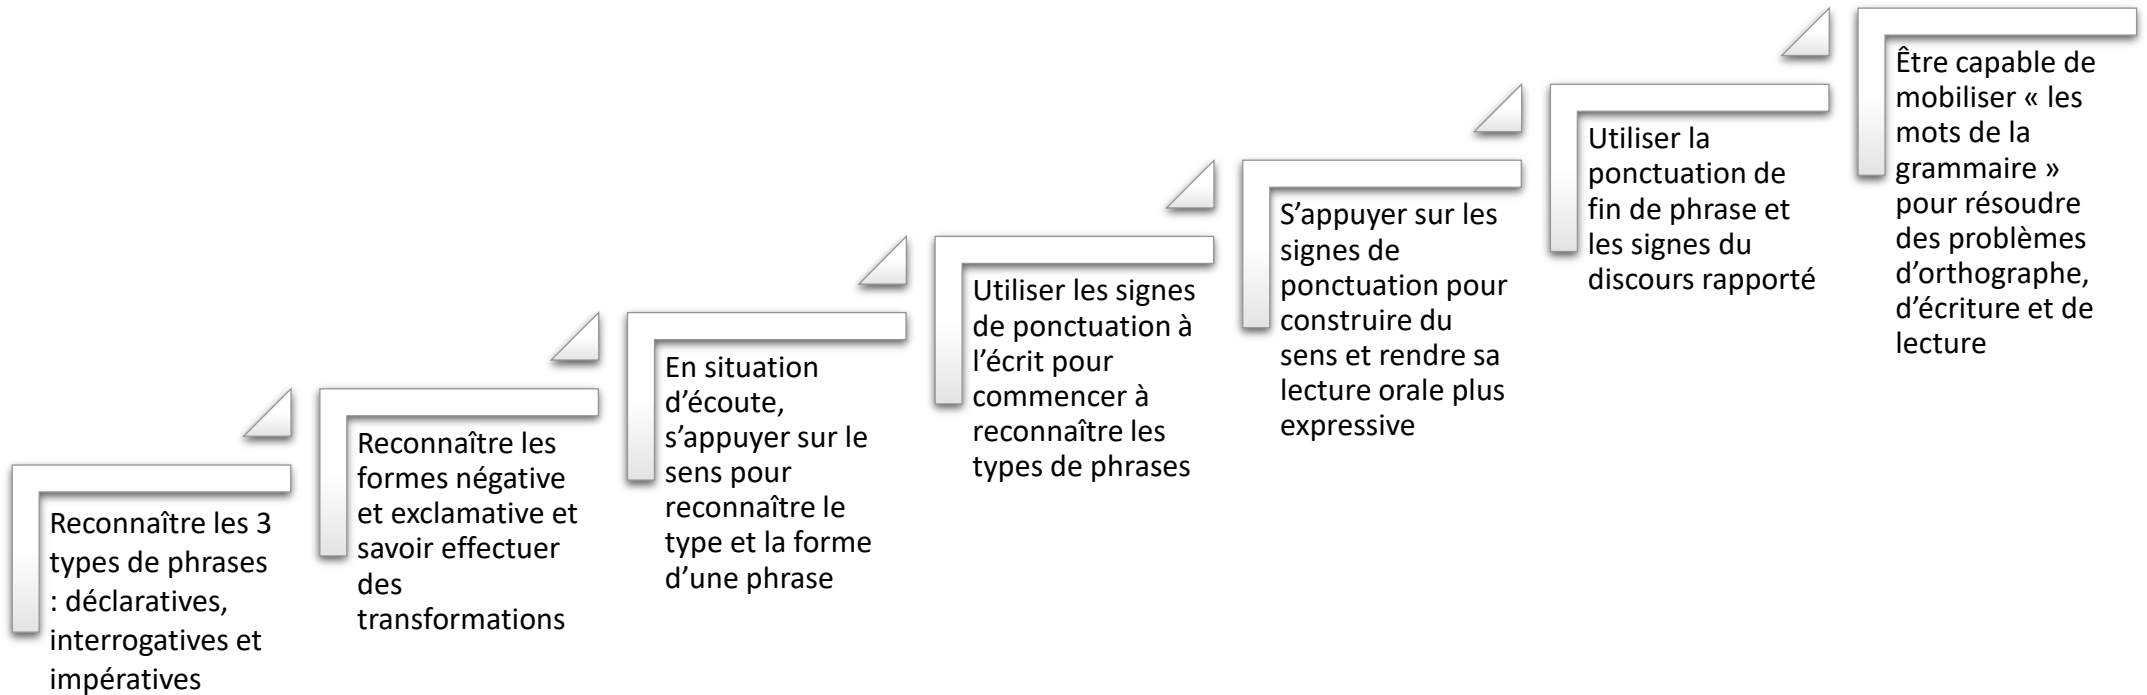 Reconnaître les 3
types de phrases
: déclaratives,
interrogatives et
impératives
Reconnaître les
formes négative
et exclamative et
savoir effectuer
des
transformations
En situation
d’écoute,
s’appuyer sur le
sens pour
reconnaître le
type et la forme
d’une phrase
Utiliser les signes
de ponctuation à
l’écrit pour
commencer à
reconnaître les
types de phrases
S’appuyer sur les
signes de
ponctuation pour
construire du
sens et rendre sa
lecture orale plus
expressive
Utiliser la
ponctuation de
fin de phrase et
les signes du
discours rapporté
Être capable de
mobiliser « les
mots de la
grammaire »
pour résoudre
des problèmes
d’orthographe,
d’écriture et de
lecture